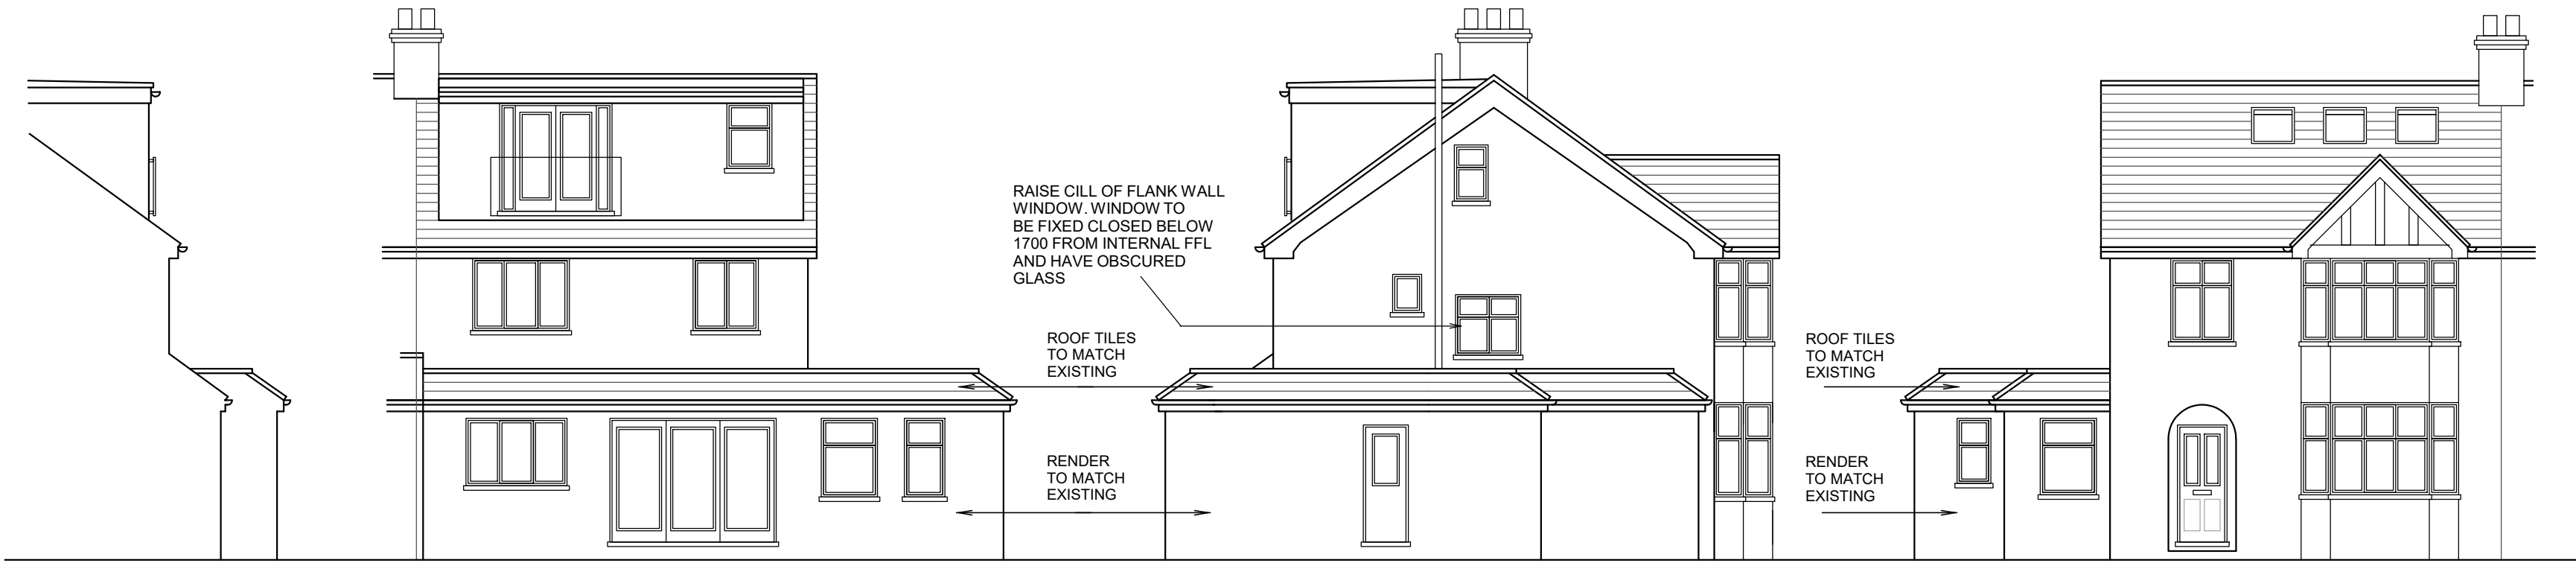 RAISE CILL OF FLANK WALL
WINDOW. WINDOW TO
BE FIXED CLOSED BELOW
1700 FROM INTERNAL FFL
AND HAVE OBSCURED
GLASS
ROOF TILES
TO MATCH
EXISTING
RENDER
TO MATCH
EXISTING
ROOF TILES
TO MATCH
EXISTING
RENDER
TO MATCH
EXISTING